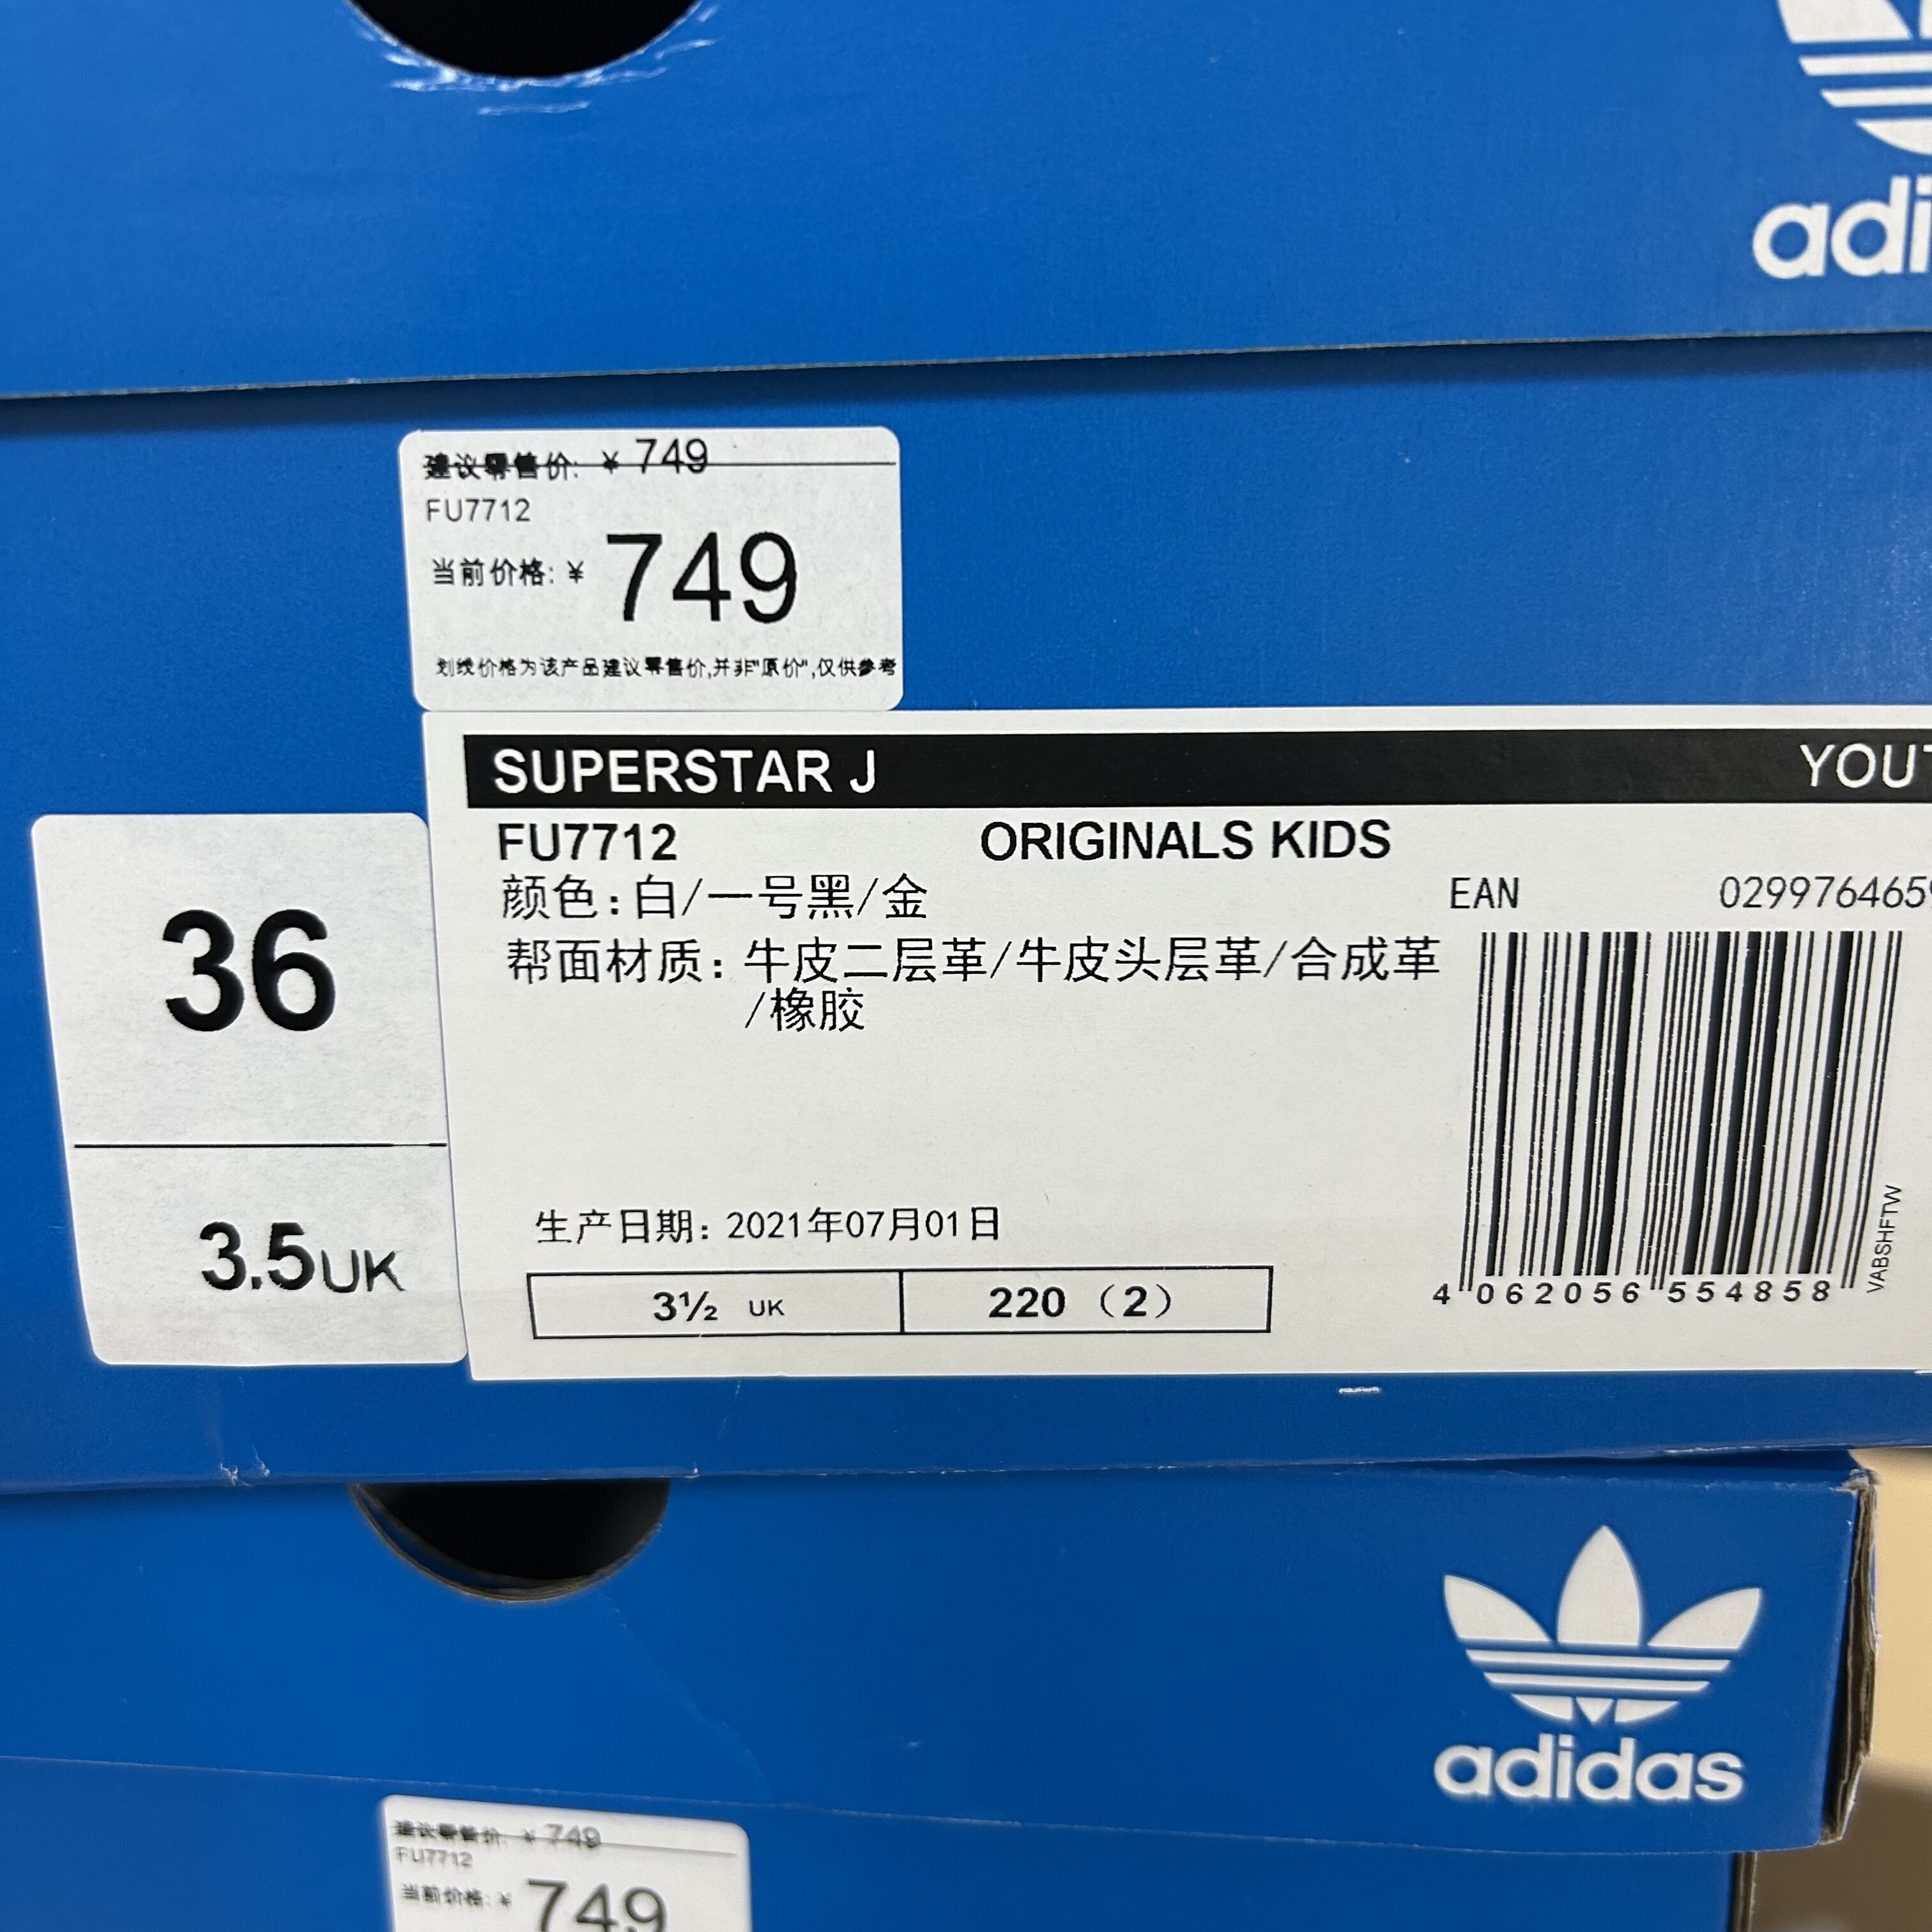 adi
建议零售价: ¥ 749
FU7712
当前价格: ¥ 749
划线价格为该产品建议零售价,并非"原价",仅供参考
SUPERSTAR J YOUT
FU7712 ORIGINALS KIDS
颜色:白/一号黑/金
EAN 0299764659
帮面材质:牛皮二层革/牛皮头层革/合成革
/橡胶
36
3.5UK
生产日期: 2021年07月01日
3½ UK 220 (2)
4 062056 554858
VABSHFTW
adidas
建议零售价: ¥ 749
FU7712
当前价格: ¥ 749